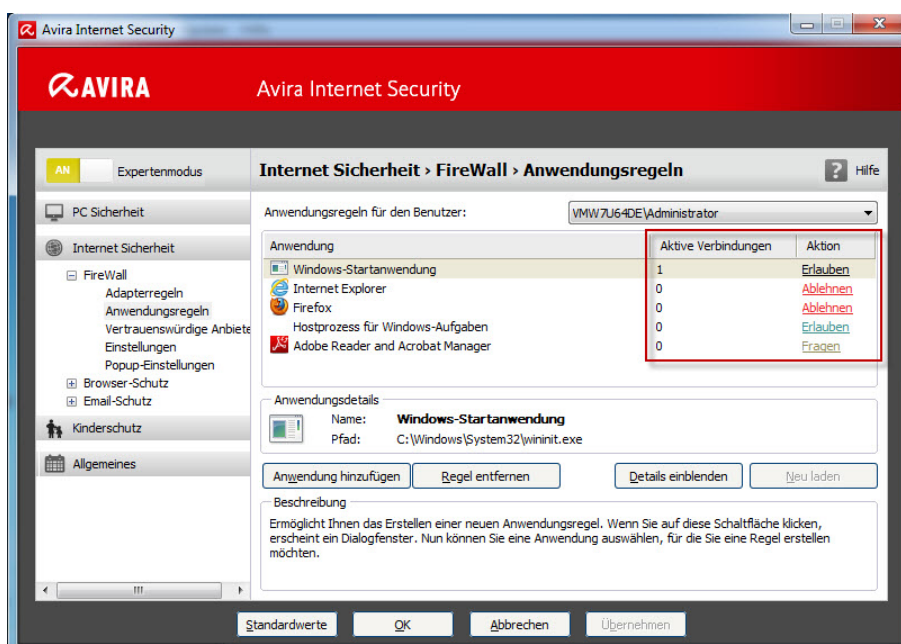 Avira Internet Security
AVIRA
Avira Internet Security
AN
Expertenmodus
Internet Sicherheit › FireWall › Anwendungsregeln
? Hilfe
PC Sicherheit
Internet Sicherheit
FireWall
Adapterregeln
Anwendungsregeln
Vertrauenswürdige Anbiete
Einstellungen
Popup-Einstellungen
Browser-Schutz
Email-Schutz
Kinderschutz
Allgemeines
Anwendungsregeln für den Benutzer:
VMW7U64DE\Administrator
Anwendung Aktive Verbindungen Aktion
Windows-Startanwendung 1 Erlauben
Internet Explorer 0 Ablehnen
Firefox 0 Ablehnen
Hostprozess für Windows-Aufgaben 0 Erlauben
Adobe Reader and Acrobat Manager 0 Fragen
Anwendungsdetails
Name: Windows-Startanwendung
Pfad: C:\Windows\System32\wininit.exe
Anwendung hinzufügen Regel entfernen Details einblenden Neu laden
Beschreibung
Ermöglicht Ihnen das Erstellen einer neuen Anwendungsregel. Wenn Sie auf diese Schaltfläche klicken,
erscheint ein Dialogfenster. Nun können Sie eine Anwendung auswählen, für die Sie eine Regel erstellen
möchten.
Standardwerte OK Abbrechen Übernehmen